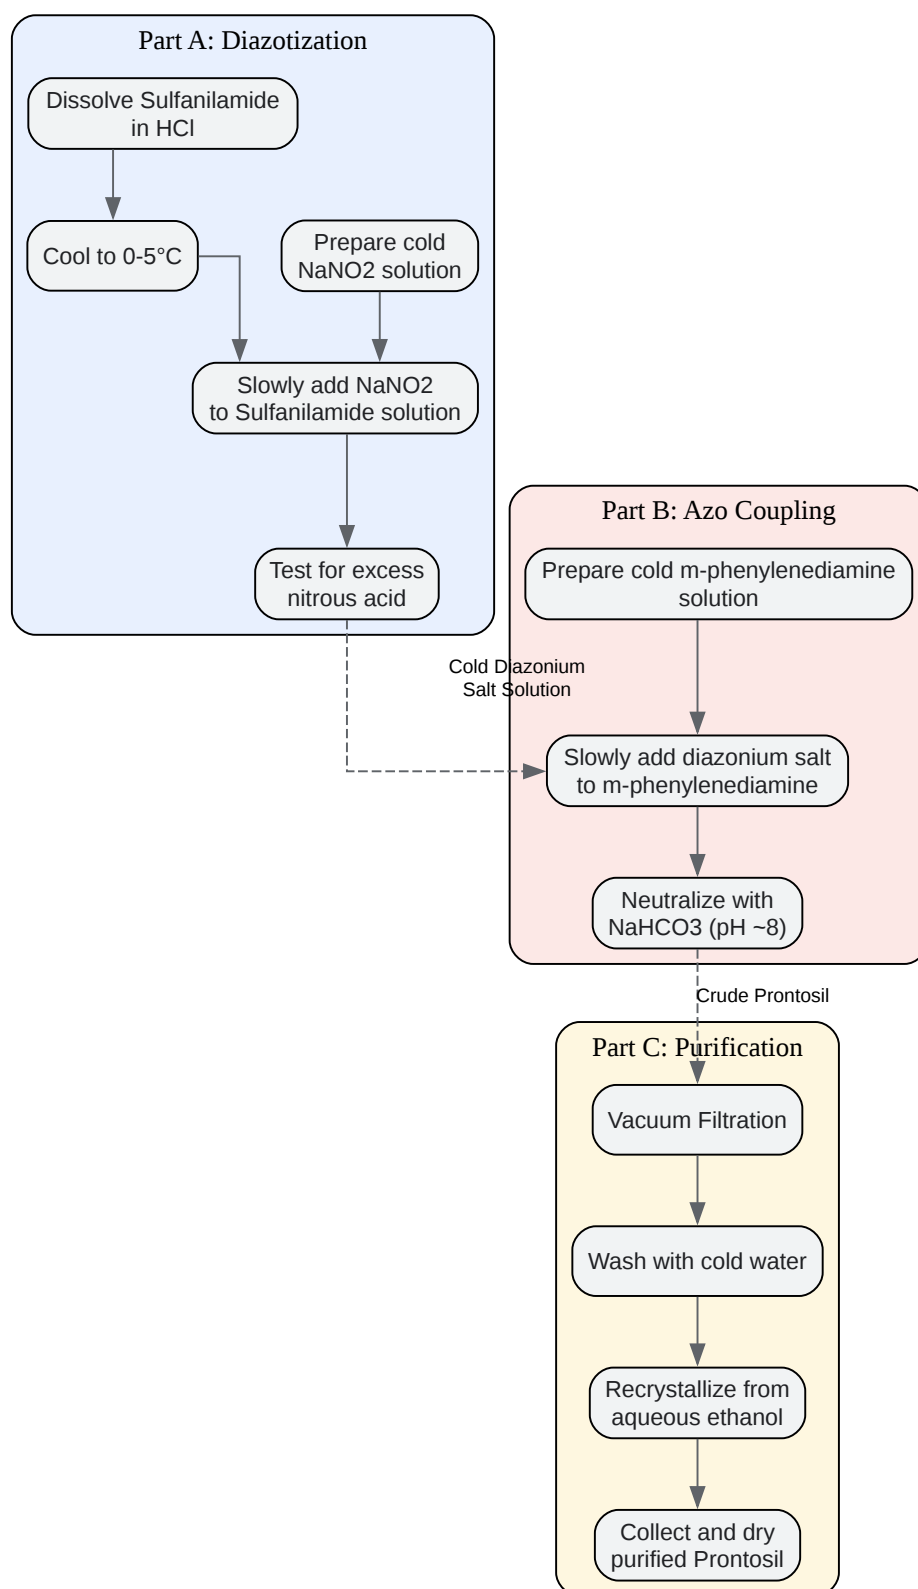 Part A: Diazotization
Dissolve Sulfanilamide
in HCl
Cool to 0-5°C
Prepare cold
NaNO2 solution
Slowly add NaNO2
to Sulfanilamide solution
Test for excess
nitrous acid
Cold Diazonium
Salt Solution
Part B: Azo Coupling
Prepare cold m-phenylenediamine
solution
Slowly add diazonium salt
to m-phenylenediamine
Neutralize with
NaHCO3 (pH ~8)
Crude Prontosil
Part C: Purification
Vacuum Filtration
Wash with cold water
Recrystallize from
aqueous ethanol
Collect and dry
purified Prontosil